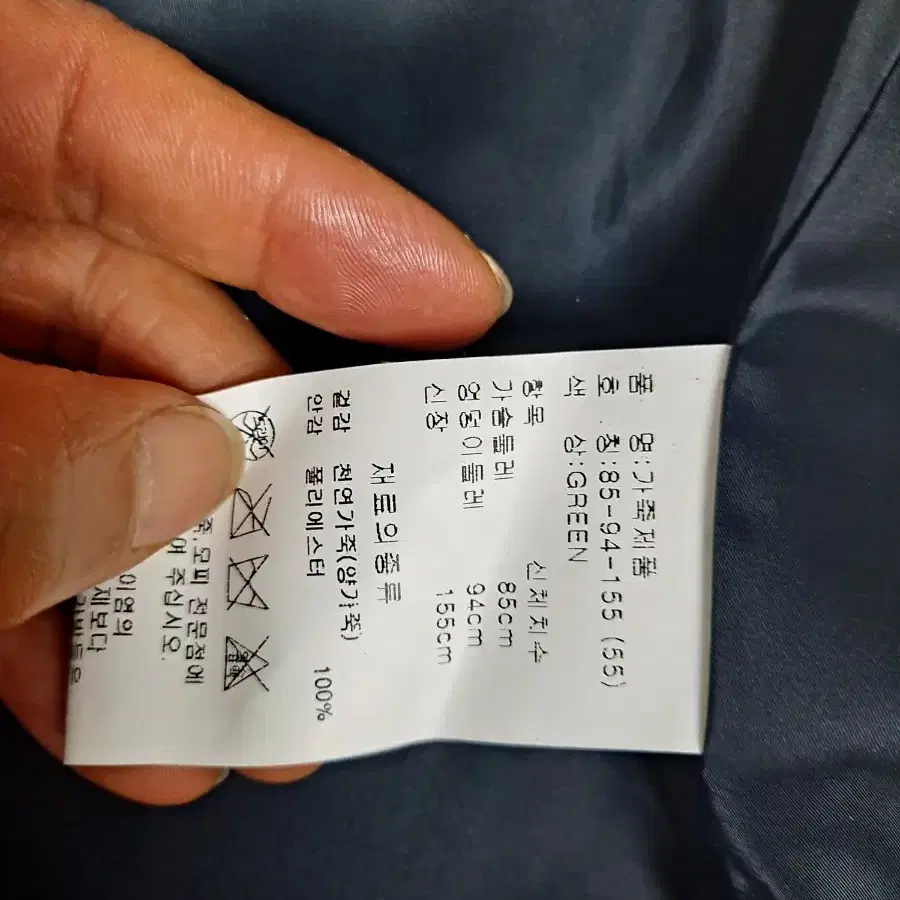 품 명:가죽제품
호 칭:85-94-155 (55)
색 상:GREEN
항목 신체치수
가슴둘레 85cm
엉덩이둘레 94cm
신장 155cm
재료의종류
겉감 천연가죽(양가죽)
안감 폴리에스터 100%
죽,모피 전문점에
여 주십시오.
이염의
제보다